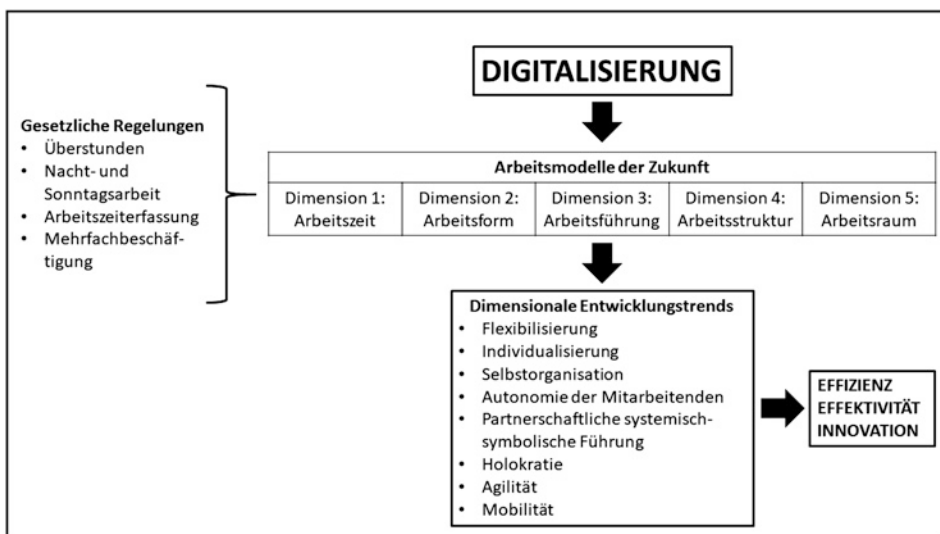 DIGITALISIERUNG
Gesetzliche Regelungen
• Überstunden
• Nacht- und
Sonntagsarbeit
• Arbeitszeiterfassung
• Mehrfachbeschäf-
tigung
Arbeitsmodelle der Zukunft
Dimension 1:
Arbeitszeit
Dimension 2:
Arbeitsform
Dimension 3:
Arbeitsführung
Dimension 4:
Arbeitsstruktur
Dimension 5:
Arbeitsraum
Dimensionale Entwicklungstrends
• Flexibilisierung
• Individualisierung
• Selbstorganisation
• Autonomie der Mitarbeitenden
• Partnerschaftliche systemisch-
symbolische Führung
• Holokratie
• Agilität
• Mobilität
EFFIZIENZ
EFFEKTIVITÄT
INNOVATION